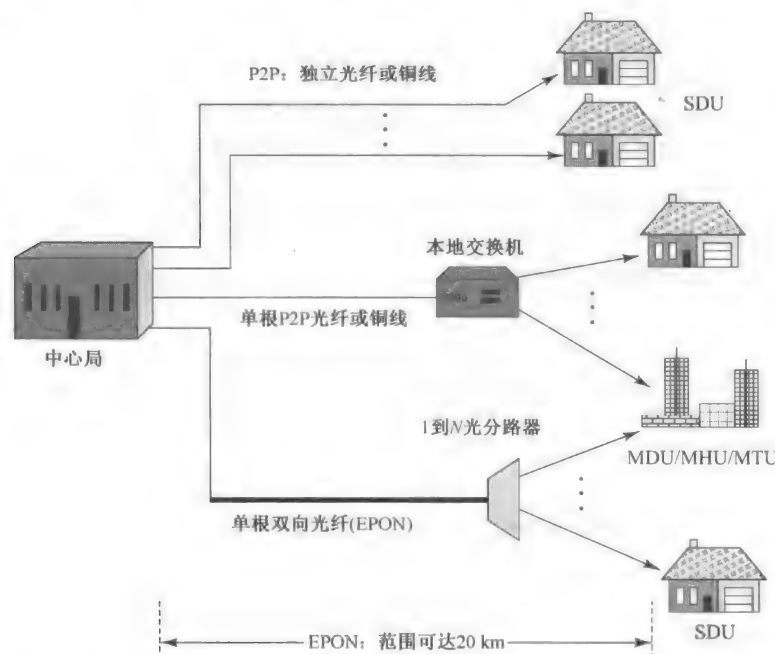 P2P：独立光纤或铜线
SDU
本地交换机
单根P2P光纤或铜线
中心局
1到N光分路器
MDU/MHU/MTU
单根双向光纤(EPON)
SDU
EPON：范围可达20 km